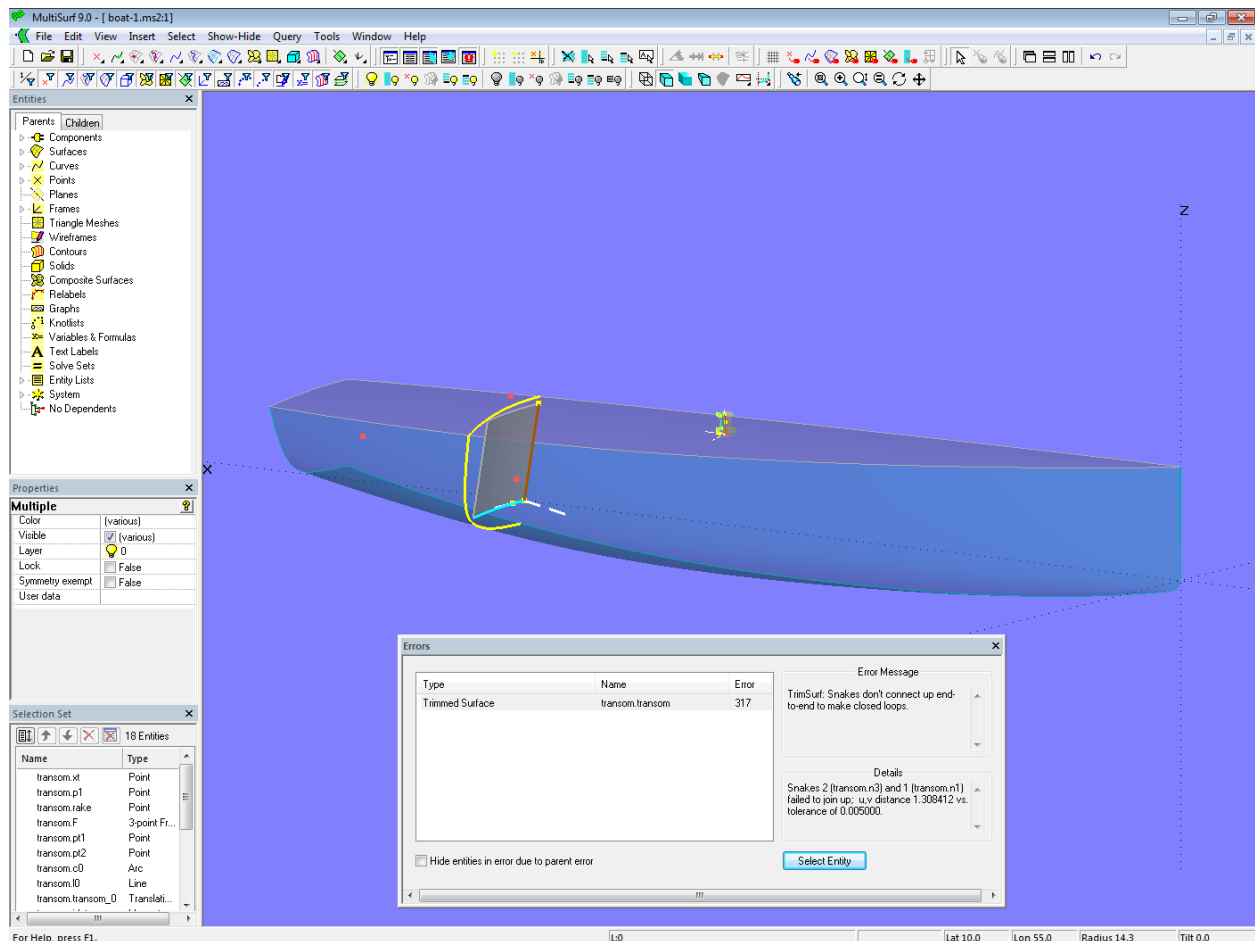 MultiSurf 9.0 - [ boat-1.ms2:1]
File Edit View Insert Select Show-Hide Query Tools Window Help
Entities
Parents Children
Components
Surfaces
Curves
Points
Planes
Frames
Triangle Meshes
Wireframes
Contours
Solids
Composite Surfaces
Relabels
Graphs
Knotlists
Variables & Formulas
Text Labels
Solve Sets
Entity Lists
System
No Dependents
Z
X
Properties
Multiple
Color (various)
Visible (various)
Layer 0
Lock False
Symmetry exempt False
User data
Selection Set
18 Entities
Name Type
transom.xt Point
transom.p1 Point
transom.rake Point
transom.F 3-point Fr...
transom.pt1 Point
transom.pt2 Point
transom.c0 Arc
transom.l0 Line
transom.transom_0 Translati...
Errors
Type Name Error
Trimmed Surface transom.transom 317
Error Message
TrimSurf: Snakes don't connect up end-
to-end to make closed loops.
Details
Snakes 2 (transom.n3) and 1 (transom.n1)
failed to join up; u,v distance 1.308412 vs.
tolerance of 0.005000.
Hide entities in error due to parent error
Select Entity
For Help, press F1.
L:0
Lat 10.0 Lon 55.0 Radius 14.3 Tilt 0.0